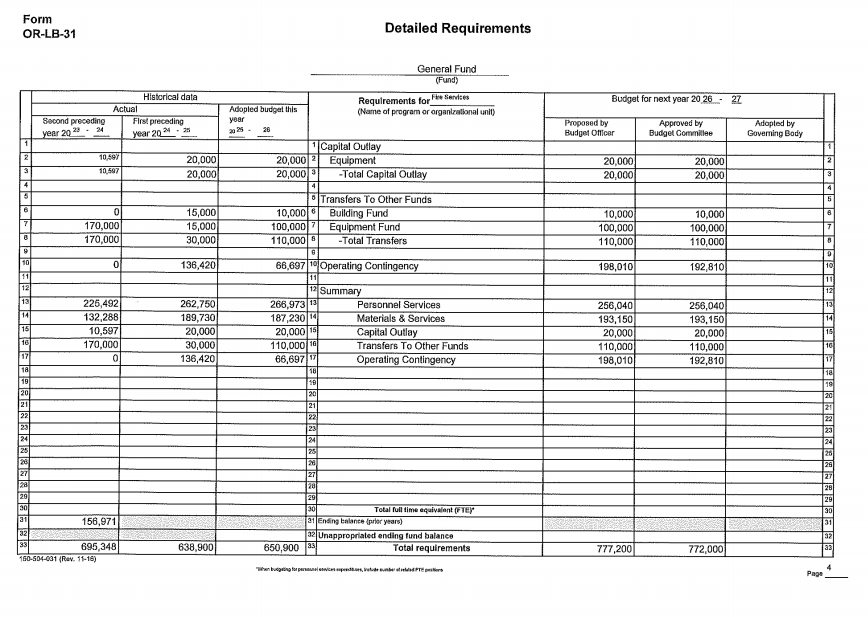 Form
OR-LB-31
Detailed Requirements
General Fund
(Fund)
Historical data
Actual
Adopted budget this year 20 25 - 26
Second preceding year 20 23 - 24
First preceding year 20 24 - 25
Requirements for Fire Services
(Name of program or organizational unit)
Budget for next year 20 26 - 27
Proposed by Budget Officer
Approved by Budget Committee
Adopted by Governing Body
1 1 Capital Outlay 1
2 10,597 20,000 20,000 2 Equipment 20,000 20,000 2
3 10,597 20,000 20,000 3 -Total Capital Outlay 20,000 20,000 3
4 4 4
5 5 Transfers To Other Funds 5
6 0 15,000 10,000 6 Building Fund 10,000 10,000 6
7 170,000 15,000 100,000 7 Equipment Fund 100,000 100,000 7
8 170,000 30,000 110,000 8 -Total Transfers 110,000 110,000 8
9 9 9
10 0 136,420 66,697 10 Operating Contingency 198,010 192,810 10
11 11 11
12 12 Summary 12
13 225,492 262,750 266,973 13 Personnel Services 256,040 256,040 13
14 132,288 189,730 187,230 14 Materials & Services 193,150 193,150 14
15 10,597 20,000 20,000 15 Capital Outlay 20,000 20,000 15
16 170,000 30,000 110,000 16 Transfers To Other Funds 110,000 110,000 16
17 0 136,420 66,697 17 Operating Contingency 198,010 192,810 17
18 18 18
19 19 19
20 20 20
21 21 21
22 22 22
23 23 23
24 24 24
25 25 25
26 26 26
27 27 27
28 28 28
29 29 29
30 30 Total full time equivalent (FTE)* 30
31 156,971 31 Ending balance (prior years) 31
32 32 Unappropriated ending fund balance 32
33 695,348 638,900 650,900 33 Total requirements 777,200 772,000 33
150-504-031 (Rev. 11-16)
*When budgeting for personnel services expenditures, include number of related FTE positions
Page 4